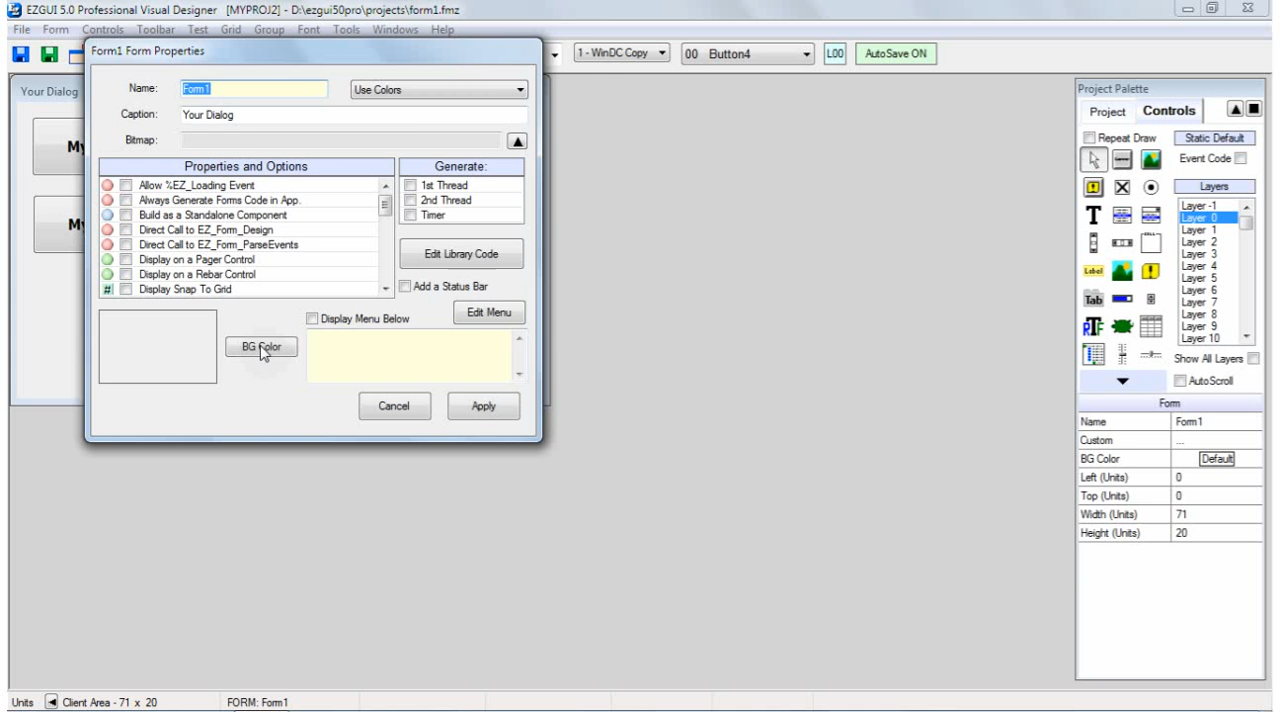 EZGUI 5.0 Professional Visual Designer [MYPROJ2] - D:\ezgui50pro\projects\form1.fmz
File Form Controls Toolbar Test Grid Group Font Tools Windows Help
1 - WinDC Copy 00 Button4 L00 AutoSave ON
Form1 Form Properties
Name: Form1 Use Colors
Caption: Your Dialog
Bitmap:
Properties and Options
Allow %EZ_Loading Event
Always Generate Forms Code in App.
Build as a Standalone Component
Direct Call to EZ_Form_Design
Direct Call to EZ_Form_ParseEvents
Display on a Pager Control
Display on a Rebar Control
# Display Snap To Grid
Generate:
1st Thread
2nd Thread
Timer
Edit Library Code
Add a Status Bar
Display Menu Below Edit Menu
BG Color
Cancel Apply
Your Dialog
My
My
Project Palette
Project Controls
Repeat Draw Static Default
Event Code
Layers
Layer -1
Layer 0
Layer 1
Layer 2
Layer 3
Layer 4
Layer 5
Layer 6
Layer 7
Layer 8
Layer 9
Layer 10
T
Label
Tab
RTF
Show All Layers
AutoScroll
Form
Name Form1
Custom ...
BG Color Default
Left (Units) 0
Top (Units) 0
Width (Units) 71
Height (Units) 20
Units Client Area - 71 x 20 FORM: Form1